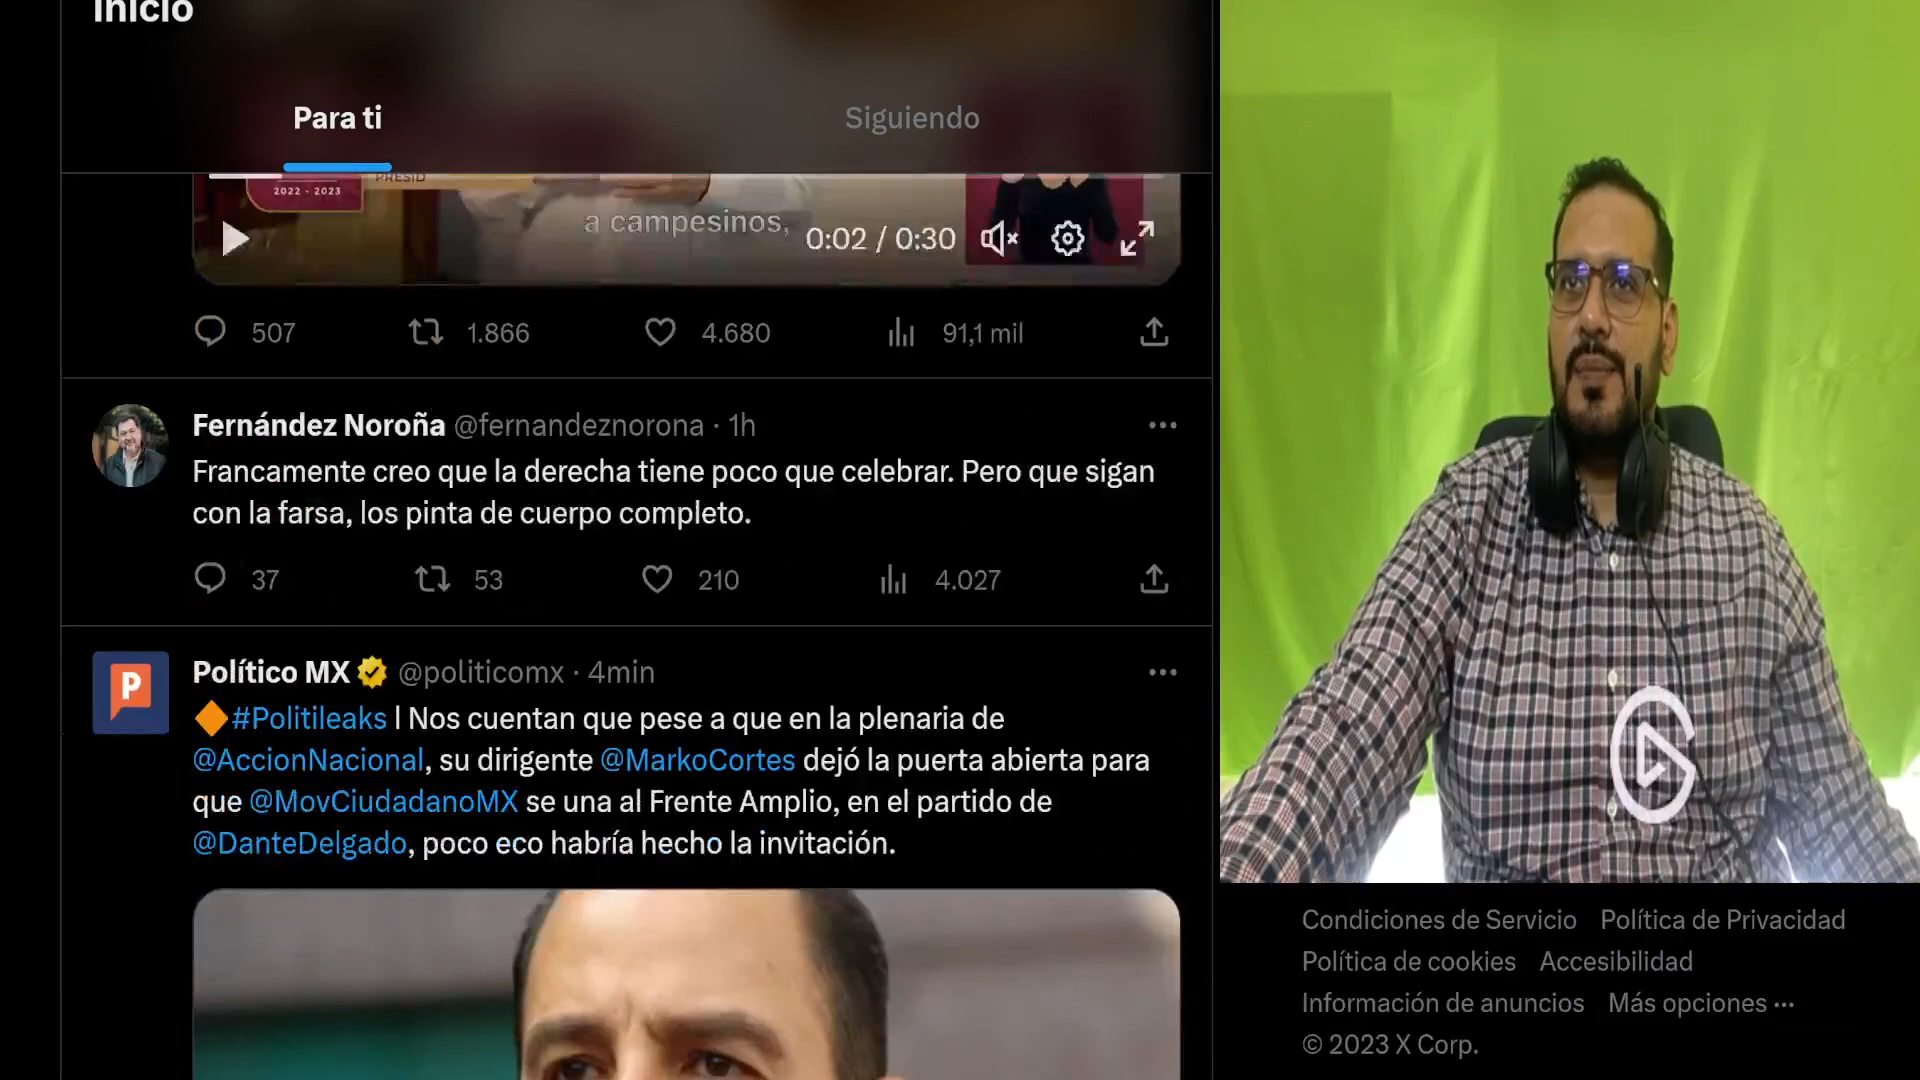 Inicio
Para ti
Siguiendo
2022 - 2023
PRESID
a campesinos,
0:02 / 0:30
507
1.866
4.680
91,1 mil
Fernández Noroña @fernandeznorona · 1h
Francamente creo que la derecha tiene poco que celebrar. Pero que sigan
con la farsa, los pinta de cuerpo completo.
37
53
210
4.027
P
Político MX @politicomx · 4min
#Politileaks l Nos cuentan que pese a que en la plenaria de
@AccionNacional, su dirigente @MarkoCortes dejó la puerta abierta para
que @MovCiudadanoMX se una al Frente Amplio, en el partido de
@DanteDelgado, poco eco habría hecho la invitación.
Condiciones de Servicio Política de Privacidad
Política de cookies Accesibilidad
Información de anuncios Más opciones ···
© 2023 X Corp.